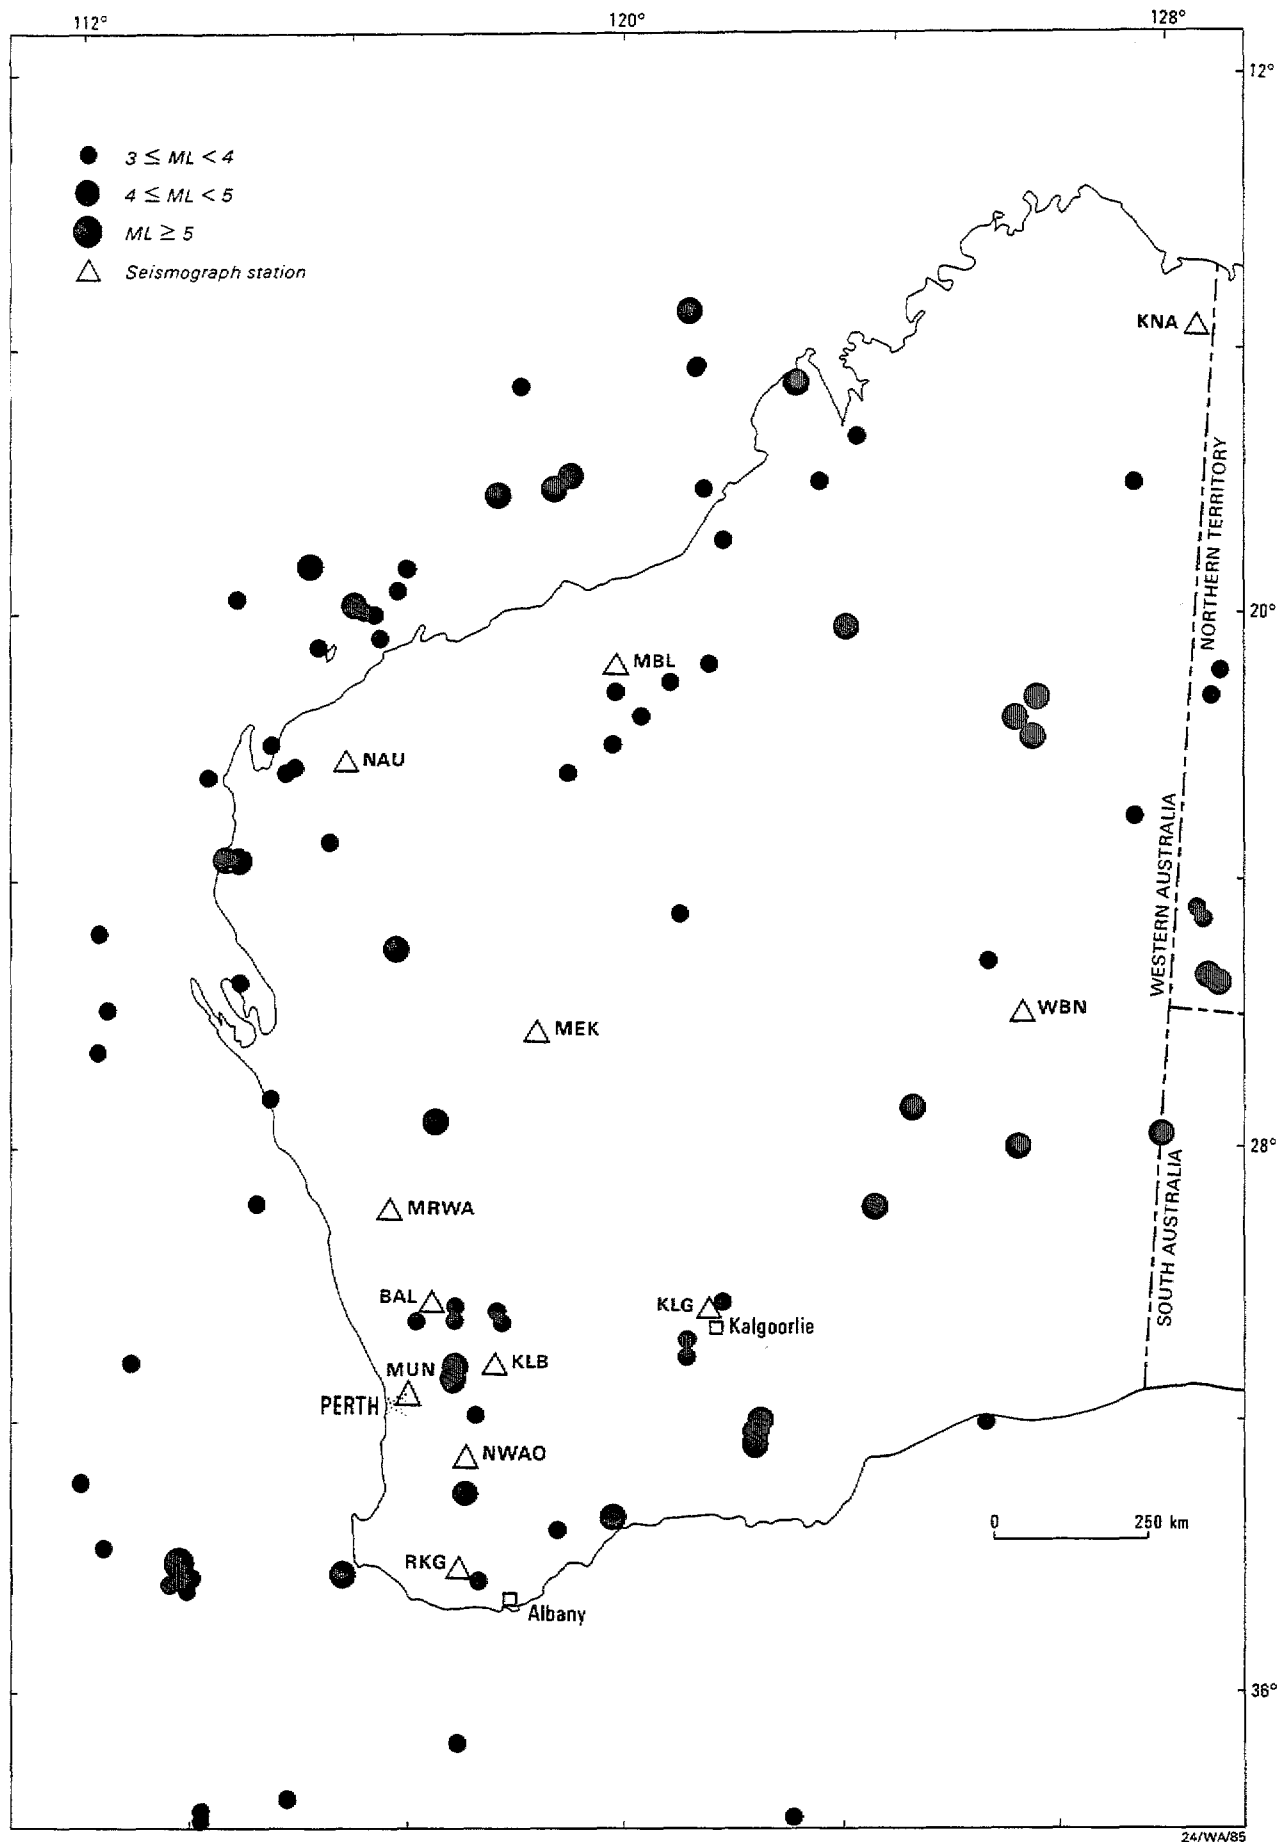 112°
120°
128°
12°
3 ≤ ML < 4
4 ≤ ML < 5
ML ≥ 5
Seismograph station
KNA
NORTHERN TERRITORY
20°
MBL
NAU
WESTERN AUSTRALIA
WBN
MEK
28°
MRWA
SOUTH AUSTRALIA
BAL
KLG
Kalgoorlie
MUN
KLB
PERTH
NWAO
0 250 km
RKG
Albany
36°
24/WA/85